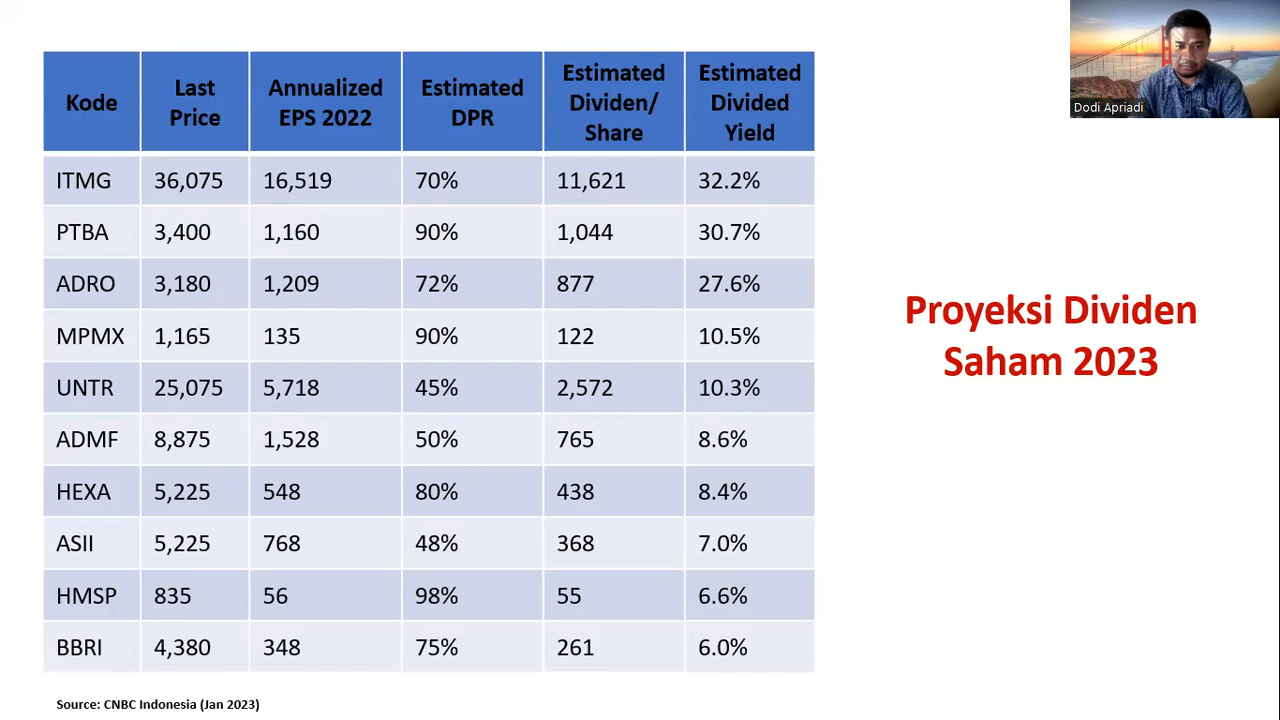 Kode Last Price Annualized EPS 2022 Estimated DPR Estimated Dividen/ Share Estimated Divided Yield
ITMG 36,075 16,519 70% 11,621 32.2%
PTBA 3,400 1,160 90% 1,044 30.7%
ADRO 3,180 1,209 72% 877 27.6%
MPMX 1,165 135 90% 122 10.5%
UNTR 25,075 5,718 45% 2,572 10.3%
ADMF 8,875 1,528 50% 765 8.6%
HEXA 5,225 548 80% 438 8.4%
ASII 5,225 768 48% 368 7.0%
HMSP 835 56 98% 55 6.6%
BBRI 4,380 348 75% 261 6.0%
Source: CNBC Indonesia (Jan 2023)
Proyeksi Dividen
Saham 2023
Dodi Apriadi